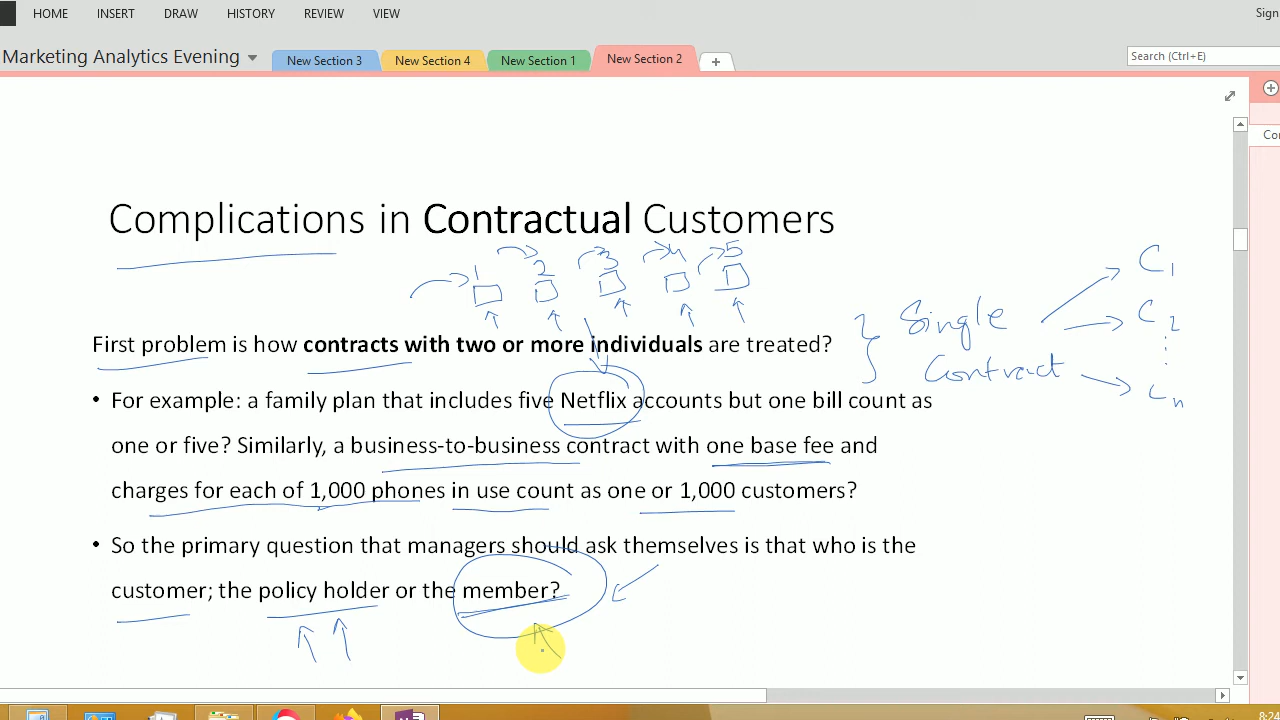 HOME INSERT DRAW HISTORY REVIEW VIEW Sign
Marketing Analytics Evening New Section 3 New Section 4 New Section 1 New Section 2 + Search (Ctrl+E)
Complications in Contractual Customers
1 2 3 4 5
C1
Single C2
Contract Cn
First problem is how contracts with two or more individuals are treated?
• For example: a family plan that includes five Netflix accounts but one bill count as
one or five? Similarly, a business-to-business contract with one base fee and
charges for each of 1,000 phones in use count as one or 1,000 customers?
• So the primary question that managers should ask themselves is that who is the
customer; the policy holder or the member?